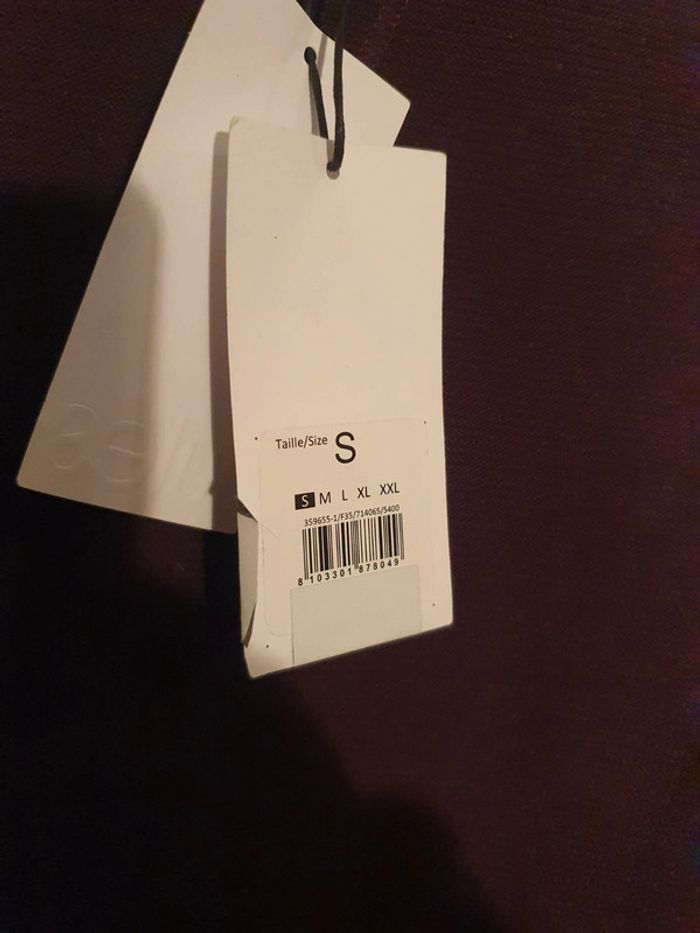 Taille/Size S
S M L XL XXL
359655-1/F35/714065/5400
8 103301 878049